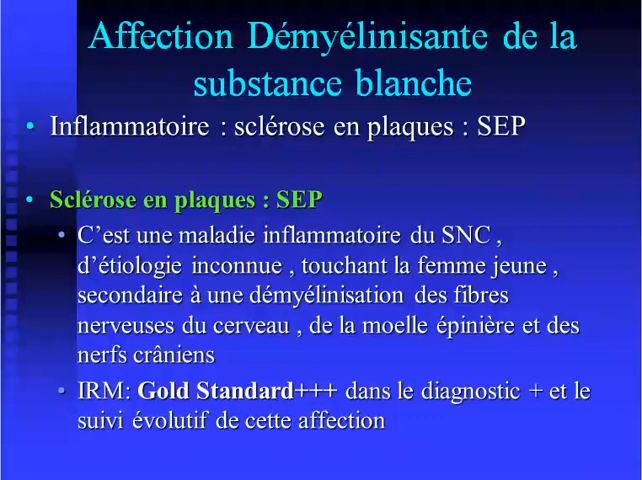 Affection Démyélinisante de la
substance blanche
• Inflammatoire : sclérose en plaques : SEP
• Sclérose en plaques : SEP
• C’est une maladie inflammatoire du SNC ,
d’étiologie inconnue , touchant la femme jeune ,
secondaire à une démyélinisation des fibres
nerveuses du cerveau , de la moelle épinière et des
nerfs crâniens
• IRM: Gold Standard+++ dans le diagnostic + et le
suivi évolutif de cette affection